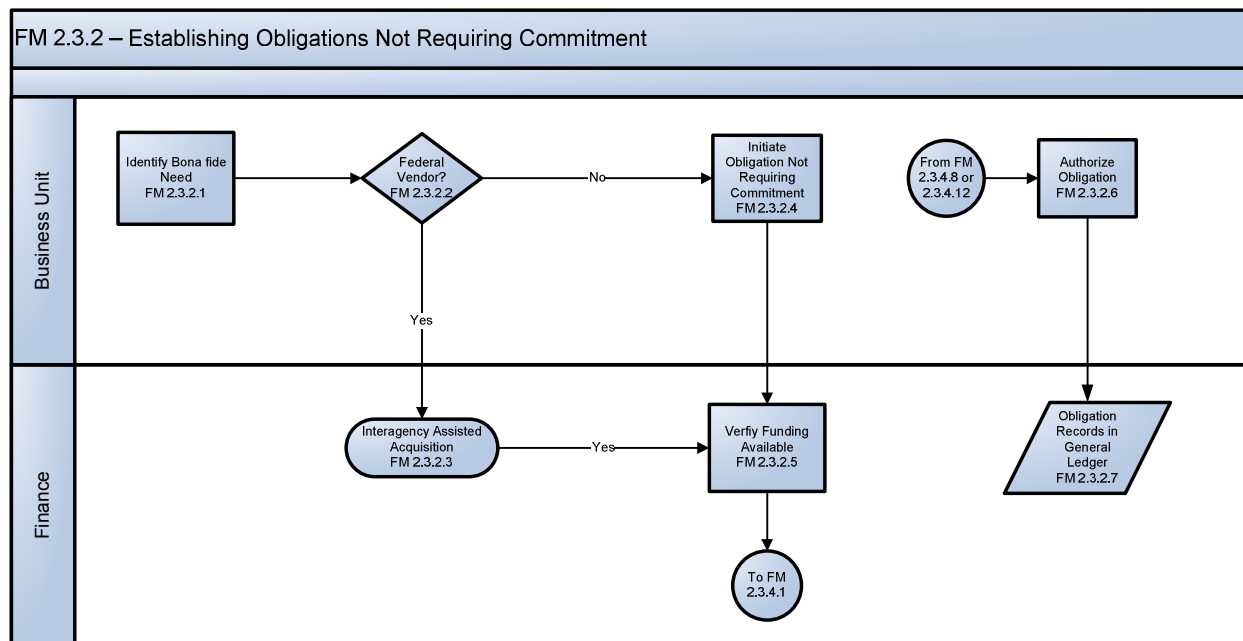 FM 2.3.2 – Establishing Obligations Not Requiring Commitment
Business Unit
Identify Bona fide
Need
FM 2.3.2.1
Federal
Vendor?
FM 2.3.2.2
No
Yes
Initiate
Obligation Not
Requiring
Commitment
FM 2.3.2.4
From FM
2.3.4.8 or
2.3.4.12
Authorize
Obligation
FM 2.3.2.6
Finance
Interagency Assisted
Acquisition
FM 2.3.2.3
Yes
Verfiy Funding
Available
FM 2.3.2.5
Obligation
Records in
General
Ledger
FM 2.3.2.7
To FM
2.3.4.1